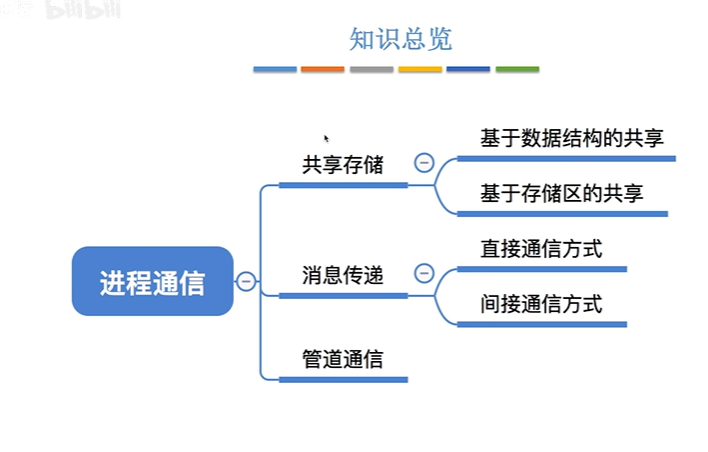 bilibili
知识总览
共享存储
基于数据结构的共享
基于存储区的共享
进程通信
消息传递
直接通信方式
间接通信方式
管道通信